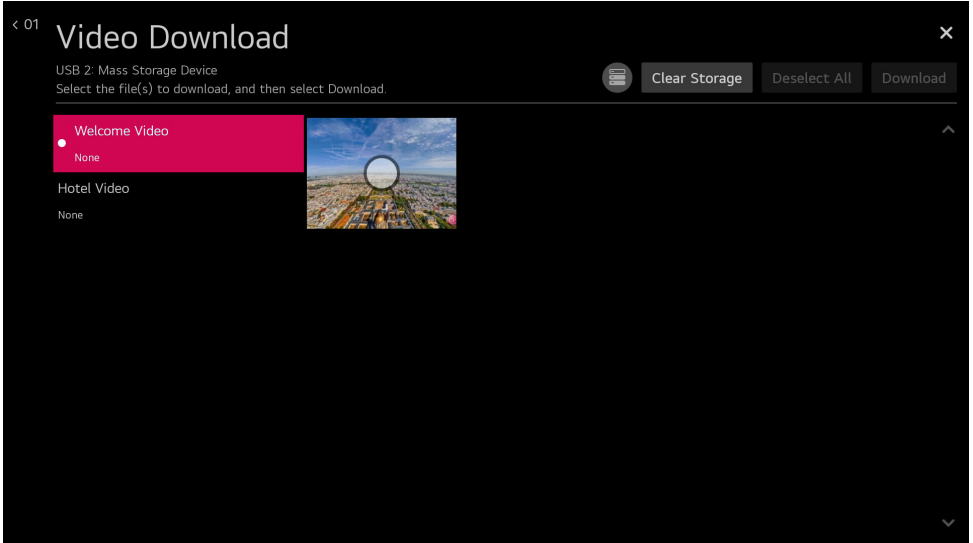 < 01
Video Download
USB 2: Mass Storage Device
Select the file(s) to download, and then select Download.
Clear Storage
Deselect All
Download
Welcome Video
None
Hotel Video
None